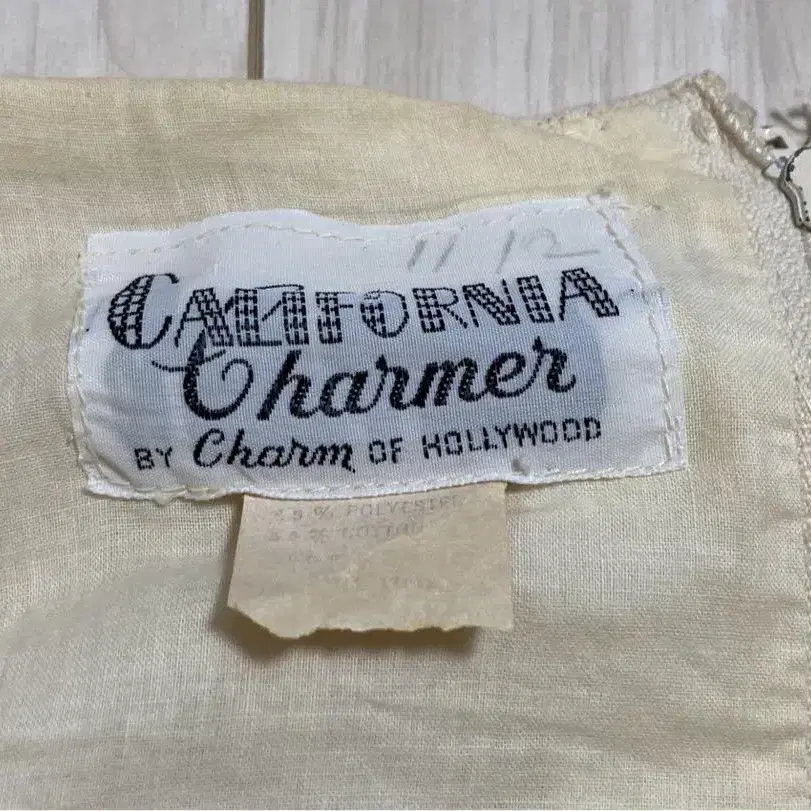 11 12
CALIFORNIA
Charmer
BY Charm OF HOLLYWOOD
% POLYESTER
% COTTON